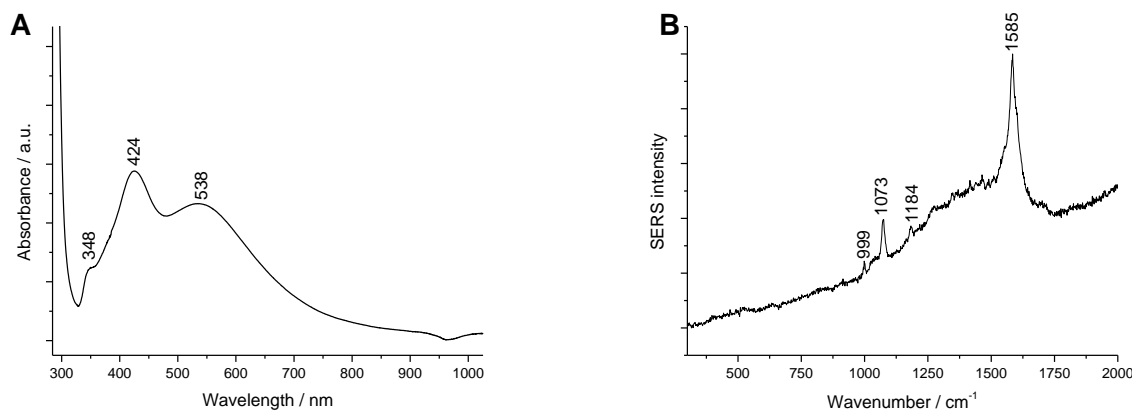 A
Absorbance / a.u.
348
424
538
300 400 500 600 700 800 900 1000
Wavelength / nm
B
SERS intensity
999
1073
1184
1585
500 750 1000 1250 1500 1750 2000
Wavenumber / cm⁻¹